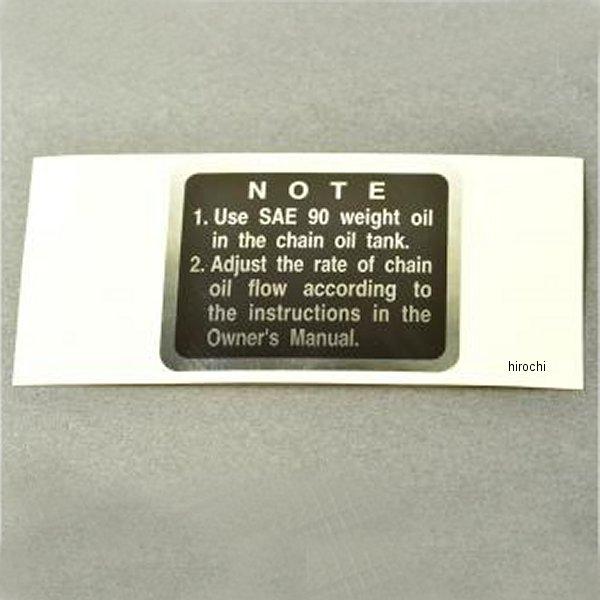 NOTE
1. Use SAE 90 weight oil
in the chain oil tank.
2. Adjust the rate of chain
oil flow according to
the instructions in the
Owner's Manual.
hirochi